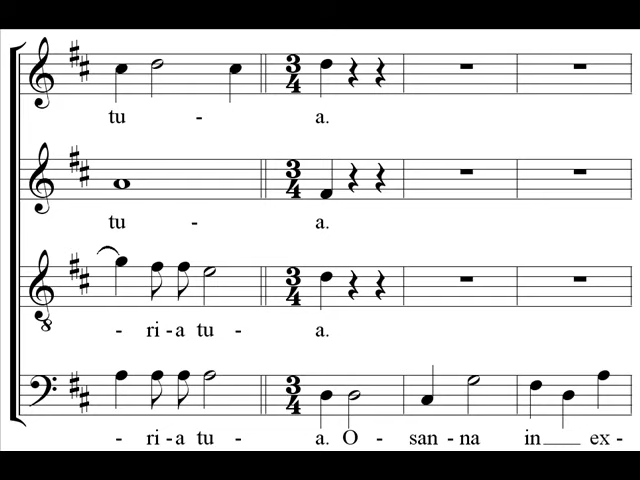 tu - a.
tu - a.
- ri - a tu - a.
- ri - a tu - a. O - san - na in ex -